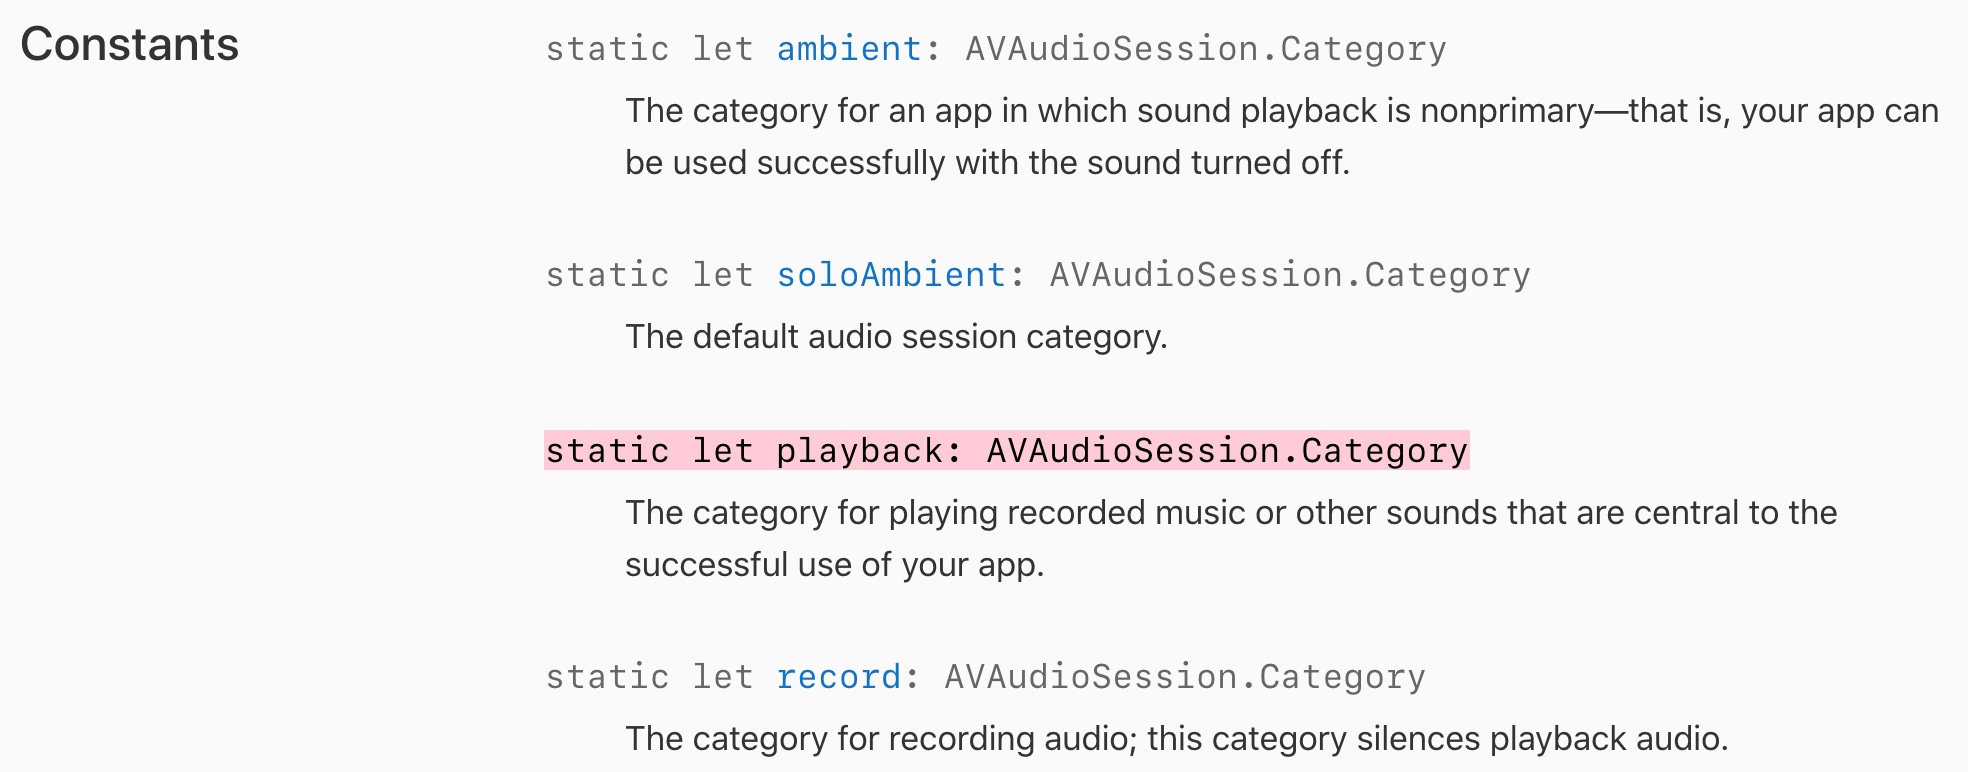 Constants
static let ambient: AVAudioSession.Category
The category for an app in which sound playback is nonprimary—that is, your app can
be used successfully with the sound turned off.
static let soloAmbient: AVAudioSession.Category
The default audio session category.
static let playback: AVAudioSession.Category
The category for playing recorded music or other sounds that are central to the
successful use of your app.
static let record: AVAudioSession.Category
The category for recording audio; this category silences playback audio.